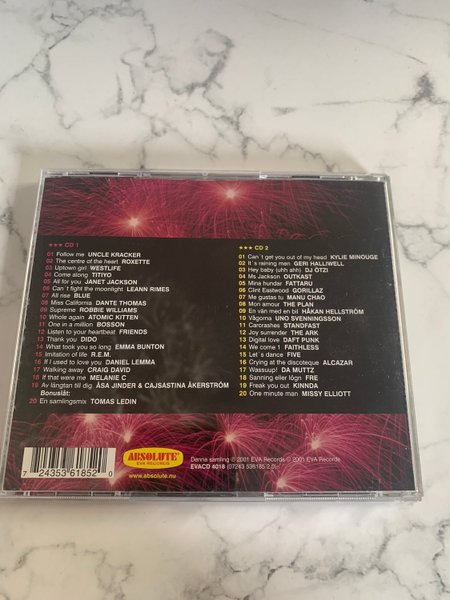 ★★★ CD 1
01 Follow me UNCLE KRACKER
02 The centre of the heart ROXETTE
03 Uptown girl WESTLIFE
04 Come along TITIYO
05 All for you JANET JACKSON
06 Can´t fight the moonlight LEANN RIMES
07 All rise BLUE
08 Miss California DANTE THOMAS
09 Supreme ROBBIE WILLIAMS
10 Whole again ATOMIC KITTEN
11 One in a million BOSSON
12 Listen to your heartbeat FRIENDS
13 Thank you DIDO
14 What took you so long EMMA BUNTON
15 Imitation of life R.E.M.
16 If I used to love you DANIEL LEMMA
17 Walking away CRAIG DAVID
18 If that were me MELANIE C
19 Av längtan till dig ÅSA JINDER & CAJSASTINA ÅKERSTRÖM
Bonuslåt:
20 En samlingsmix TOMAS LEDIN
★★★ CD 2
01 Can´t get you out of my head KYLIE MINOUGE
02 It´s raining men GERI HALLIWELL
03 Hey baby (uhh ahh) DJ ÖTZI
04 Ms Jackson OUTKAST
05 Mina hundar FATTARU
06 Clint Eastwood GORILLAZ
07 Me gustas tu MANU CHAO
08 Mon amour THE PLAN
09 En vän med en bil HÅKAN HELLSTRÖM
10 Vågorna UNO SVENNINGSSON
11 Carcrashes STANDFAST
12 Joy surrender THE ARK
13 Digital love DAFT PUNK
14 We come 1 FAITHLESS
15 Let´s dance FIVE
16 Crying at the discoteque ALCAZAR
17 Wassuup! DA MUTTZ
18 Sanning eller lögn FRE
19 Freak you out KINNDA
20 One minute man MISSY ELLIOTT
7 24353 61852 0
ABSOLUTE
EVA RECORDS
www.absolute.nu
Denna samling ℗ 2001 EVA Records © 2001 EVA Records
EVACD 4018 (07243 536185 2.0)